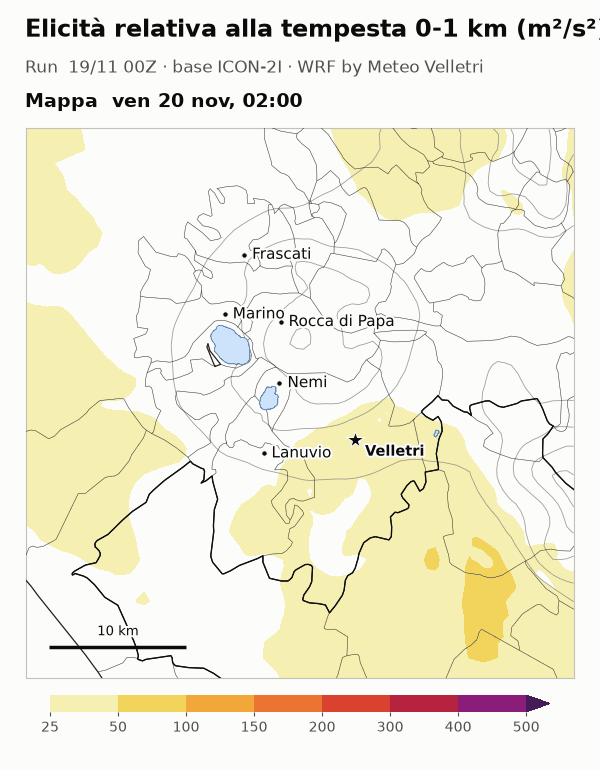 Elicità relativa alla tempesta 0-1 km (m²/s²)
Run  19/11 00Z · base ICON-2I · WRF by Meteo Velletri
Mappa  ven 20 nov, 02:00
Frascati
Marino
Rocca di Papa
Nemi
Velletri
Lanuvio
10 km
25 50 100 150 200 300 400 500